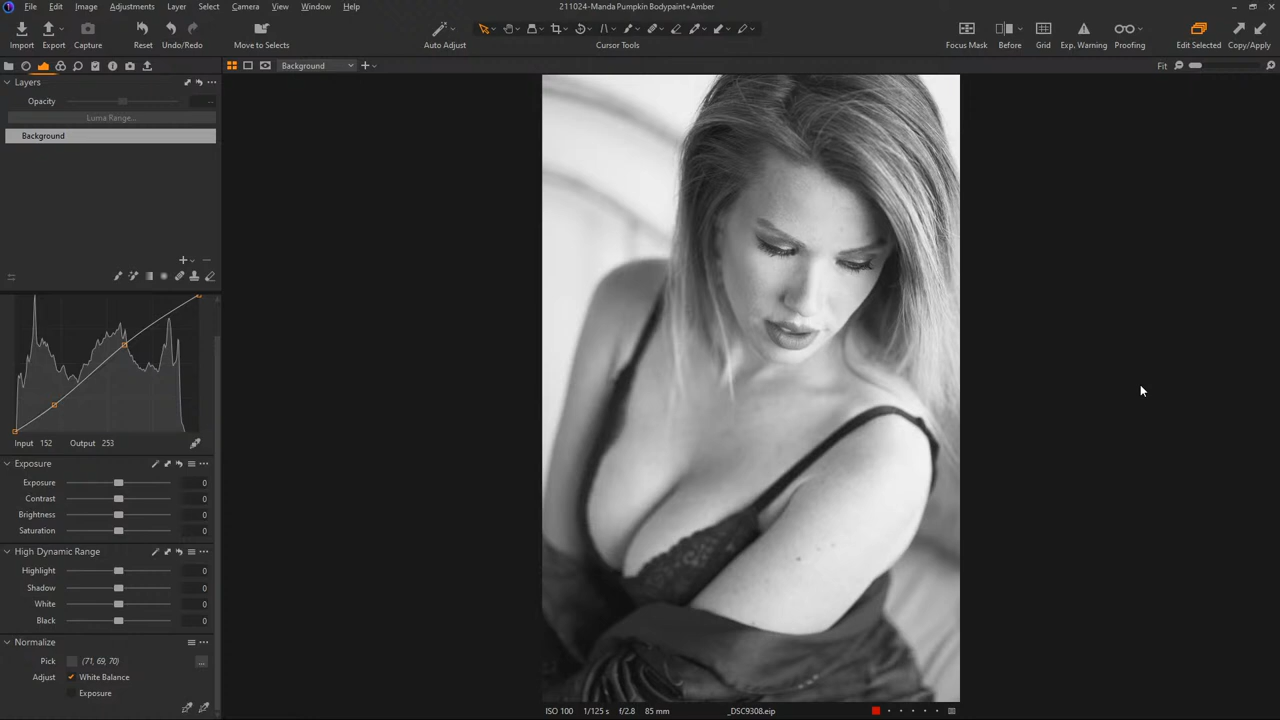 211024-Manda Pumpkin Bodypaint+Amber
File Edit Image Adjustments Layer Select Camera View Window Help
Import Export Capture Reset Undo/Redo Move to Selects Auto Adjust Cursor Tools Focus Mask Before Grid Exp. Warning Proofing Edit Selected Copy/Apply
Background
Fit
Layers
Opacity
Luma Range...
Background
Input 152 Output 253
Exposure
Exposure 0
Contrast 0
Brightness 0
Saturation 0
High Dynamic Range
Highlight 0
Shadow 0
White 0
Black 0
Normalize
Pick (71, 69, 70) ...
Adjust White Balance
Exposure
ISO 100 1/125 s f/2.8 85 mm _DSC9308.eip